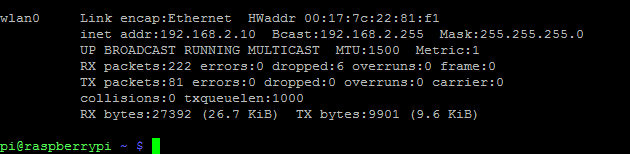 wlan0     Link encap:Ethernet  HWaddr 00:17:7c:22:81:f1
          inet addr:192.168.2.10  Bcast:192.168.2.255  Mask:255.255.255.0
          UP BROADCAST RUNNING MULTICAST  MTU:1500  Metric:1
          RX packets:222 errors:0 dropped:6 overruns:0 frame:0
          TX packets:81 errors:0 dropped:0 overruns:0 carrier:0
          collisions:0 txqueuelen:1000
          RX bytes:27392 (26.7 KiB)  TX bytes:9901 (9.6 KiB)
pi@raspberrypi ~ $